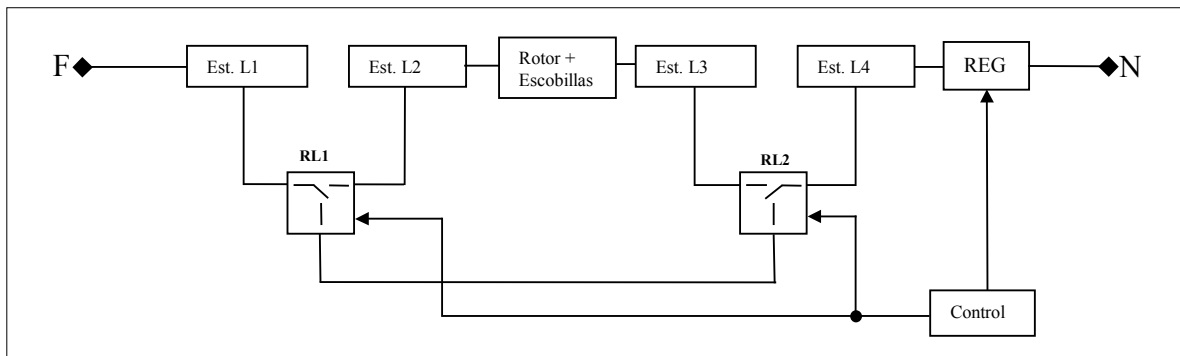 F
Est. L1
Est. L2
Rotor +
Escobillas
Est. L3
Est. L4
REG
N
RL1
RL2
Control